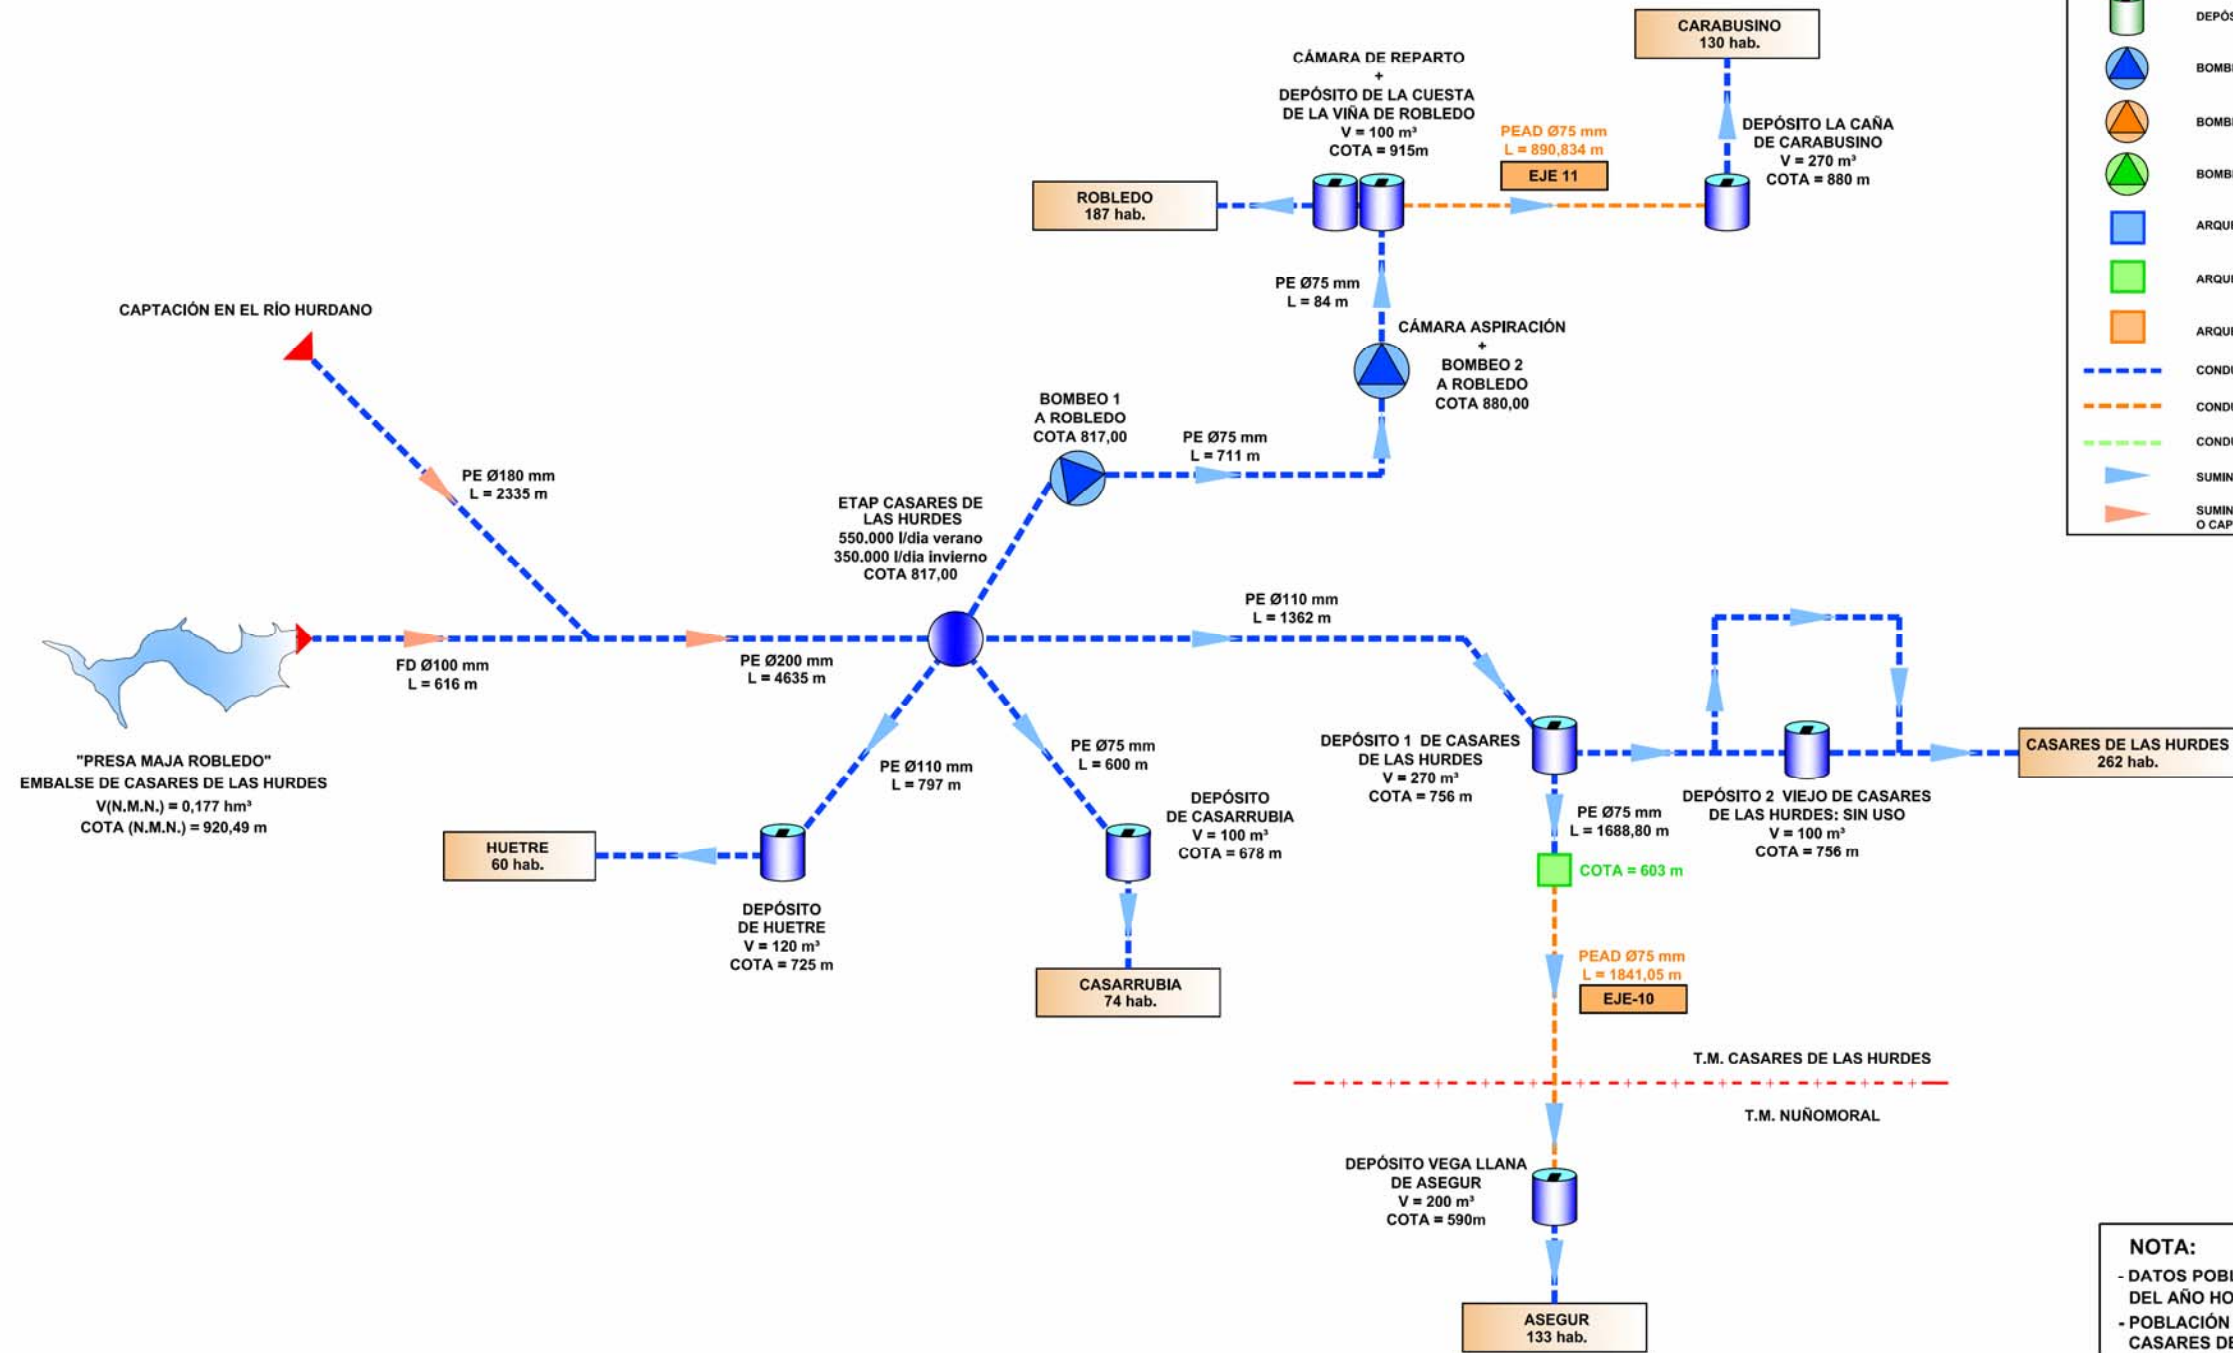 CARABUSINO
130 hab.
CÁMARA DE REPARTO
+
DEPÓSITO DE LA CUESTA
DE LA VIÑA DE ROBLEDO
V = 100 m³
COTA = 915m
PEAD Ø75 mm
L = 890,834 m
EJE 11
DEPÓSITO LA CAÑA
DE CARABUSINO
V = 270 m³
COTA = 880 m
ROBLEDO
187 hab.
PE Ø75 mm
L = 84 m
CÁMARA ASPIRACIÓN
+
BOMBEO 2
A ROBLEDO
COTA 880,00
CAPTACIÓN EN EL RÍO HURDANO
PE Ø180 mm
L = 2335 m
BOMBEO 1
A ROBLEDO
COTA 817,00
PE Ø75 mm
L = 711 m
ETAP CASARES DE
LAS HURDES
550.000 l/dia verano
350.000 l/dia invierno
COTA 817,00
FD Ø100 mm
L = 616 m
PE Ø200 mm
L = 4635 m
PE Ø110 mm
L = 1362 m
"PRESA MAJA ROBLEDO"
EMBALSE DE CASARES DE LAS HURDES
V(N.M.N.) = 0,177 hm³
COTA (N.M.N.) = 920,49 m
PE Ø110 mm
L = 797 m
PE Ø75 mm
L = 600 m
HUETRE
60 hab.
DEPÓSITO
DE HUETRE
V = 120 m³
COTA = 725 m
DEPÓSITO
DE CASARRUBIA
V = 100 m³
COTA = 678 m
CASARRUBIA
74 hab.
DEPÓSITO 1 DE CASARES
DE LAS HURDES
V = 270 m³
COTA = 756 m
DEPÓSITO 2 VIEJO DE CASARES
DE LAS HURDES: SIN USO
V = 100 m³
COTA = 756 m
CASARES DE LAS HURDES
262 hab.
PE Ø75 mm
L = 1688,80 m
COTA = 603 m
PEAD Ø75 mm
L = 1841,05 m
EJE-10
T.M. CASARES DE LAS HURDES
T.M. NUÑOMORAL
DEPÓSITO VEGA LLANA
DE ASEGUR
V = 200 m³
COTA = 590m
ASEGUR
133 hab.
O CAP
NOTA:
DEL AÑO HO
- POBLACIÓN
CASARES DE